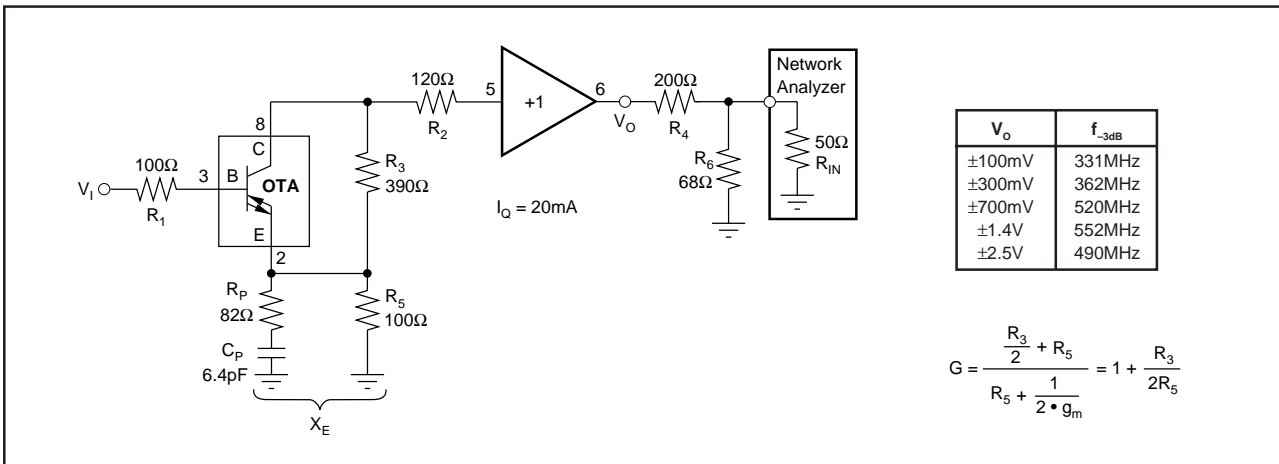 100Ω
R1
VI
3
B
8
C
OTA
E
2
RP
82Ω
CP
6.4pF
XE
R5
100Ω
R3
390Ω
120Ω
R2
5
+1
6
VO
IQ = 20mA
200Ω
R4
R6
68Ω
Network
Analyzer
50Ω
RIN
VO f–3dB
±100mV 331MHz
±300mV 362MHz
±700mV 520MHz
±1.4V 552MHz
±2.5V 490MHz
G = (R3/2 + R5) / (R5 + 1/(2 • gm)) = 1 + R3/(2R5)